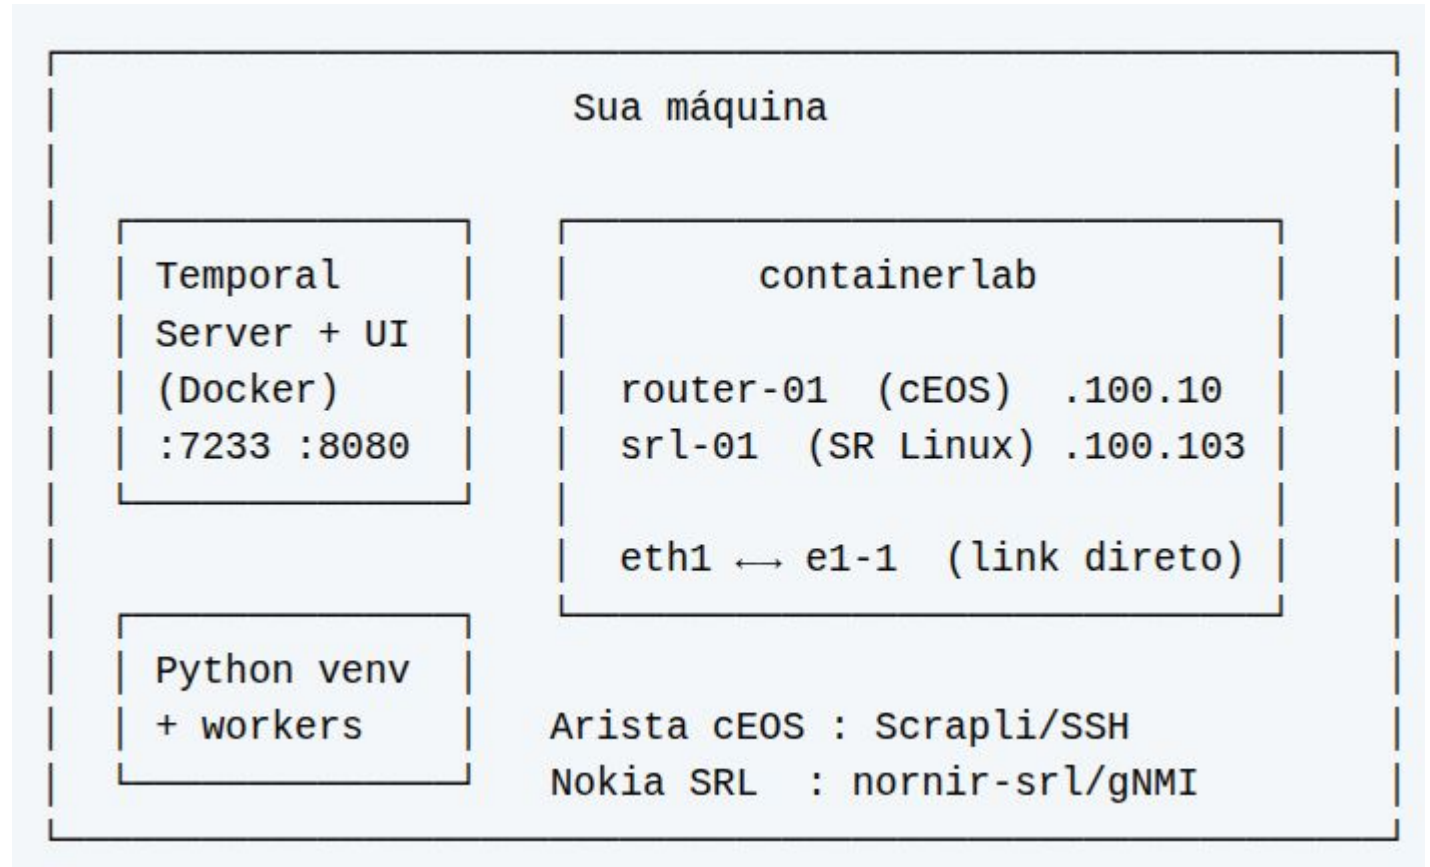 Sua máquina
Temporal
Server + UI
(Docker)
:7233 :8080
containerlab
router-01 (cEOS) .100.10
srl-01 (SR Linux) .100.103
eth1 ←→ e1-1 (link direto)
Python venv
+ workers
Arista cEOS : Scrapli/SSH
Nokia SRL : nornir-srl/gNMI